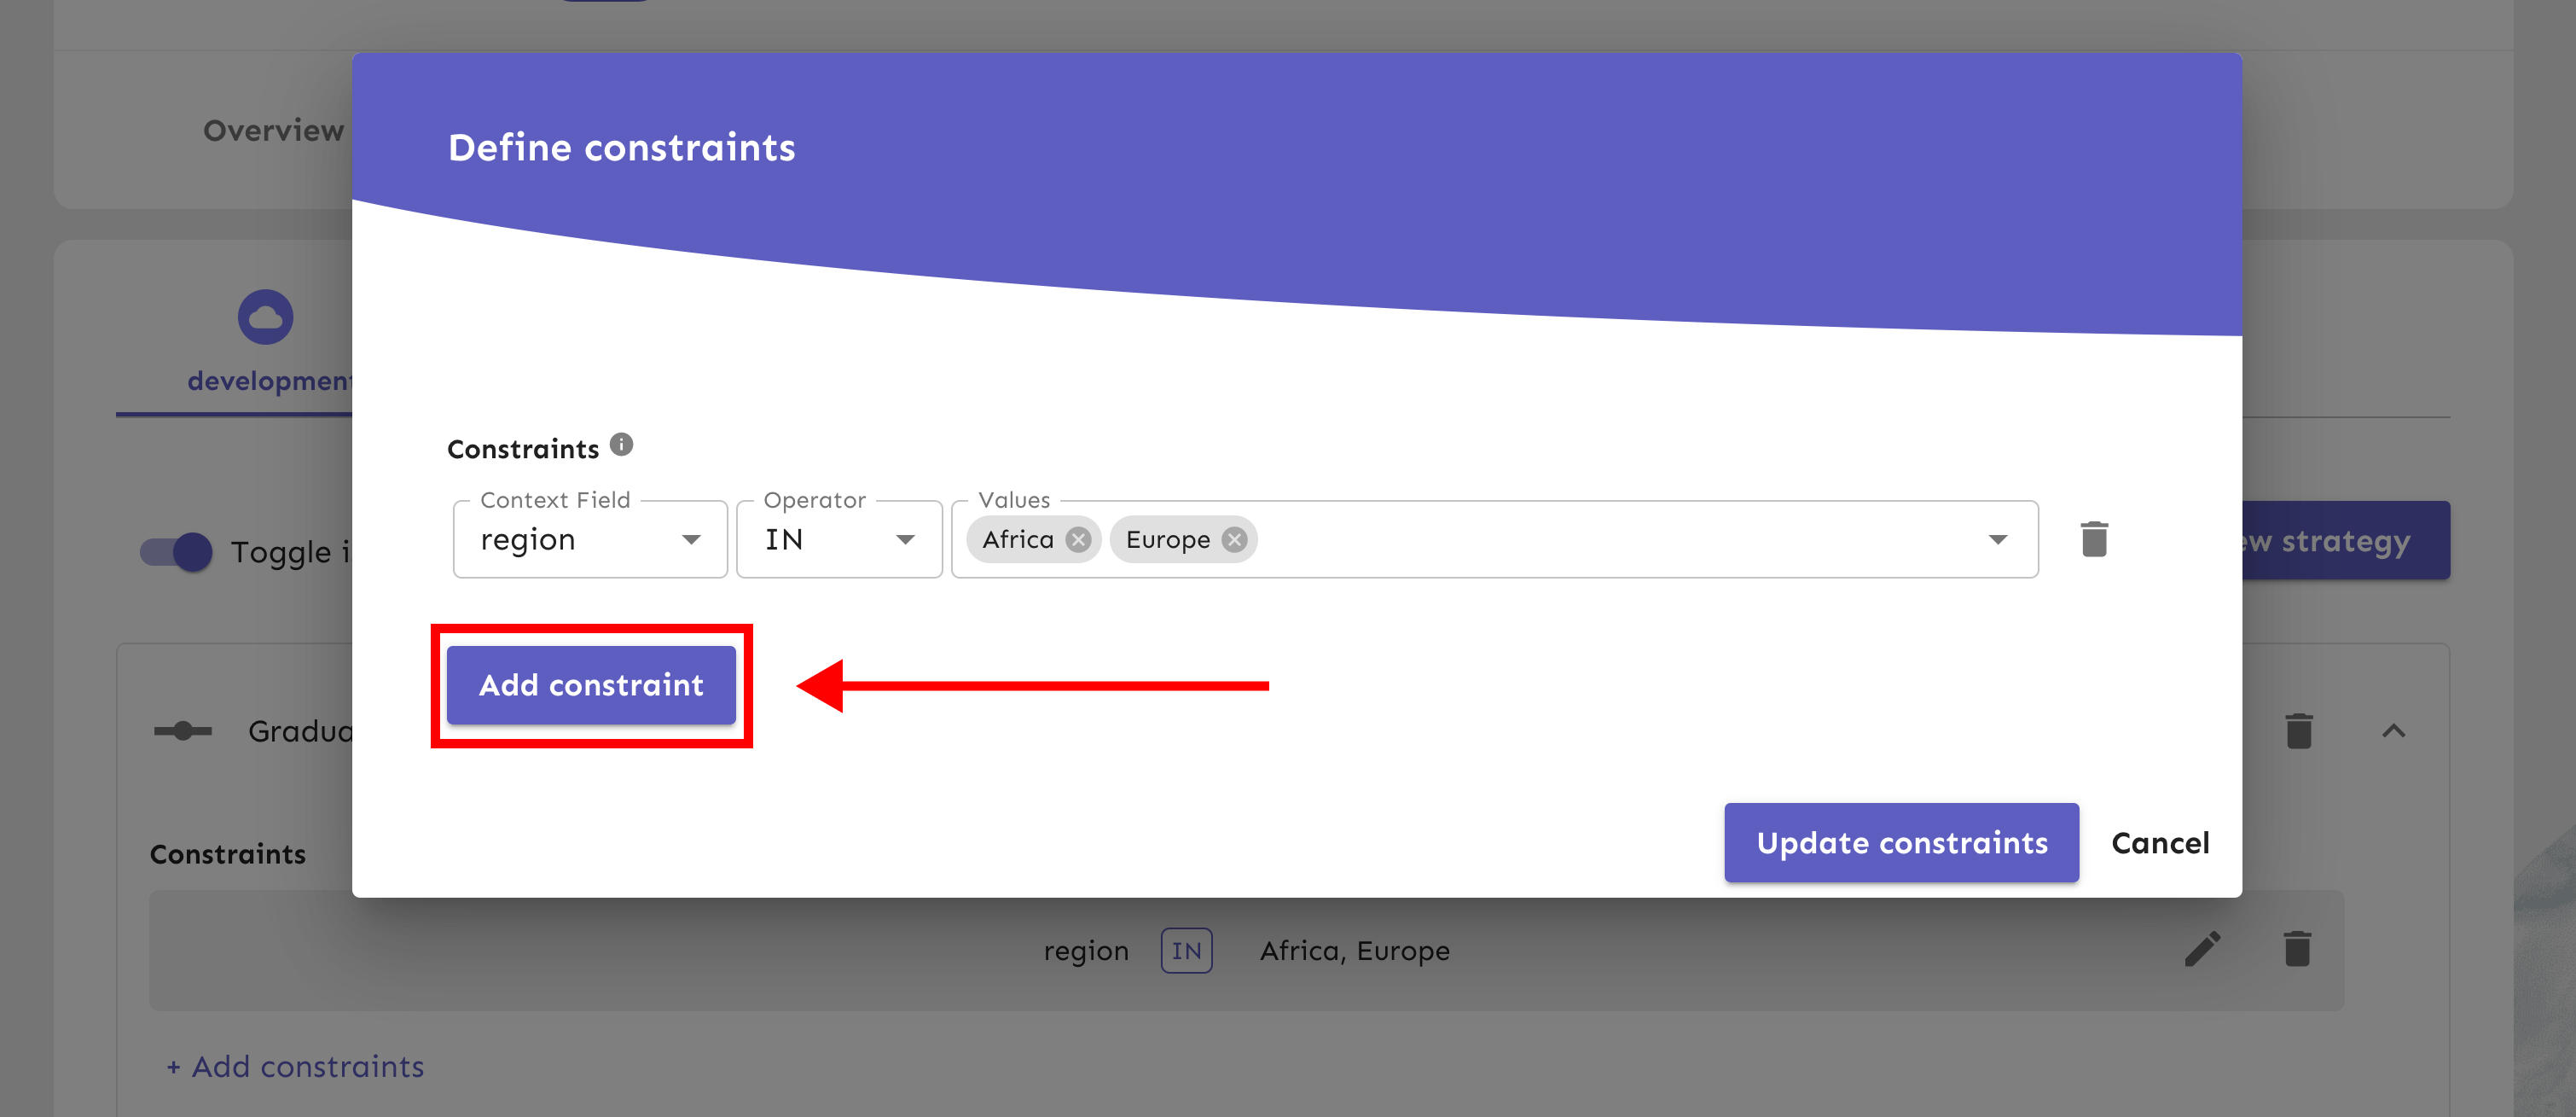 Overview
Define constraints
development
Constraints
Context Field
Operator
Values
region
IN
Africa
Europe
Toggle i
ew strategy
Add constraint
Gradua
Update constraints
Cancel
Constraints
region IN Africa, Europe
+ Add constraints